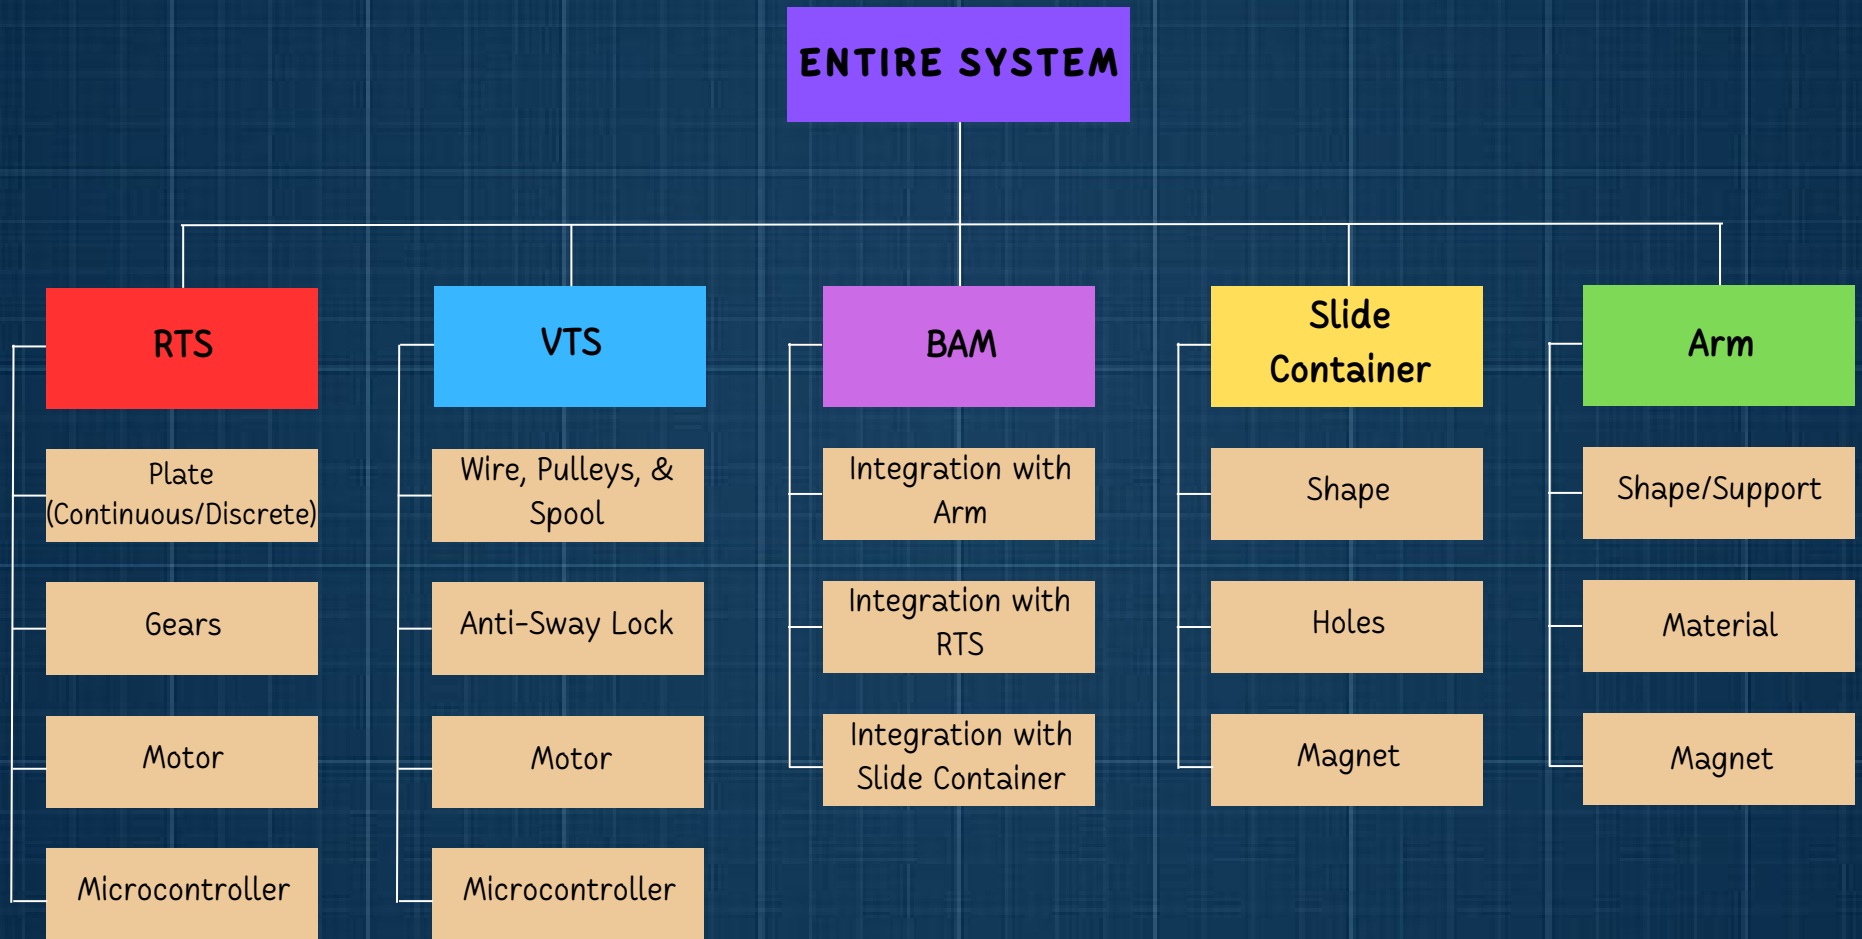 ENTIRE SYSTEM
RTS
Plate
(Continuous/Discrete)
Gears
Motor
Microcontroller
VTS
Wire, Pulleys, &
Spool
Anti-Sway Lock
Motor
Microcontroller
BAM
Integration with
Arm
Integration with
RTS
Integration with
Slide Container
Slide
Container
Shape
Holes
Magnet
Arm
Shape/Support
Material
Magnet